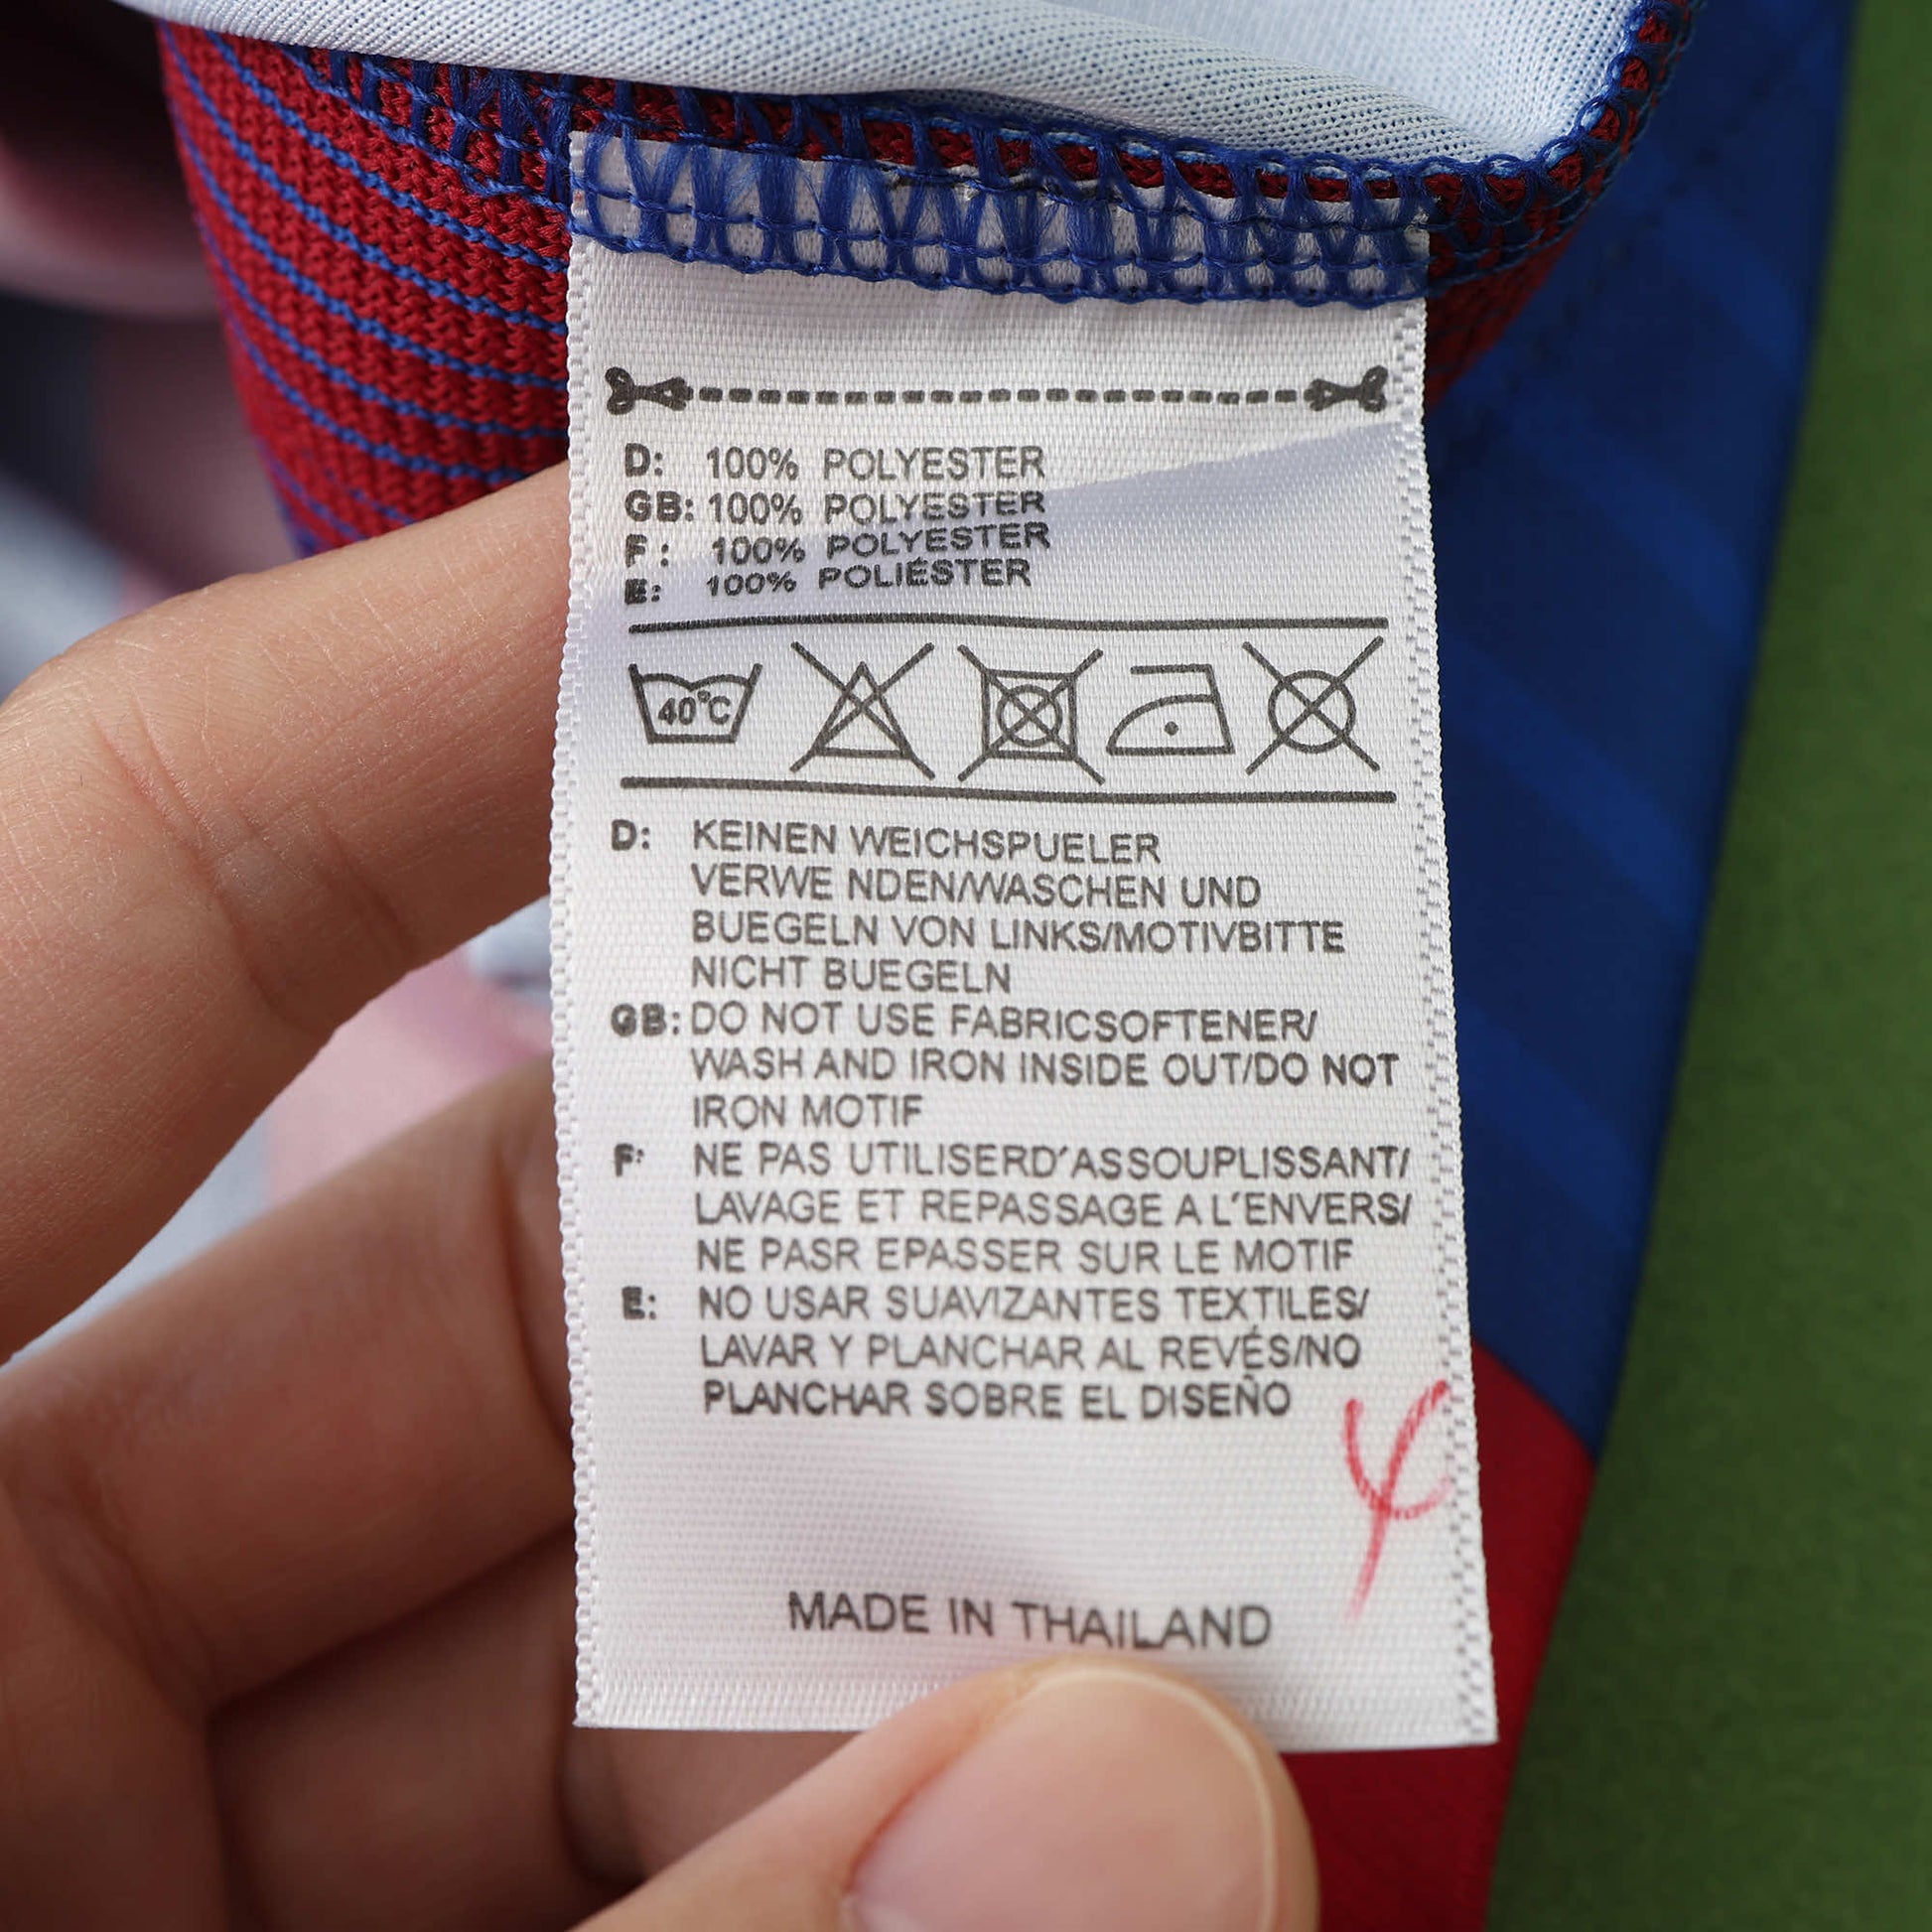 D: 100% POLYESTER
GB: 100% POLYESTER
F: 100% POLYESTER
E: 100% POLIÉSTER
40°C
D: KEINEN WEICHSPUELER
VERWE NDEN/WASCHEN UND
BUEGELN VON LINKS/MOTIVBITTE
NICHT BUEGELN
GB: DO NOT USE FABRICSOFTENER/
WASH AND IRON INSIDE OUT/DO NOT
IRON MOTIF
F: NE PAS UTILISERD'ASSOUPLISSANT/
LAVAGE ET REPASSAGE A L'ENVERS/
NE PASR EPASSER SUR LE MOTIF
E: NO USAR SUAVIZANTES TEXTILES/
LAVAR Y PLANCHAR AL REVÉS/NO
PLANCHAR SOBRE EL DISEÑO
MADE IN THAILAND